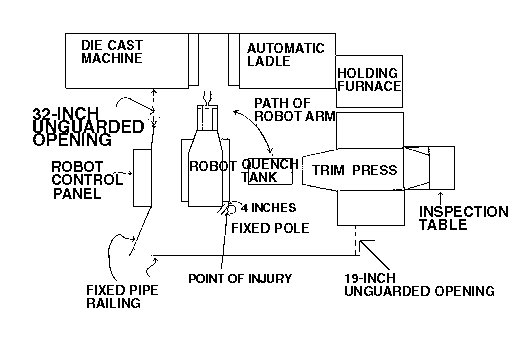 DIE CAST
MACHINE
AUTOMATIC
LADLE
HOLDING
FURNACE
32-INCH
UNGUARDED
OPENING
PATH OF
ROBOT ARM
ROBOT
CONTROL
PANEL
ROBOT
QUENCH
TANK
TRIM PRESS
4 INCHES
FIXED POLE
INSPECTION
TABLE
POINT OF INJURY
19-INCH
UNGUARDED OPENING
FIXED PIPE
RAILING